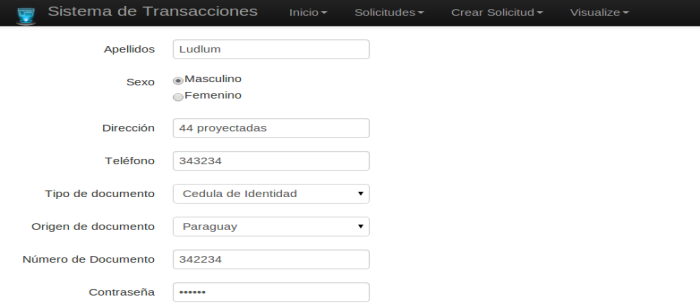 Sistema de Transacciones Inicio Solicitudes Crear Solicitud Visualize
Apellidos Ludlum
Sexo Masculino
Femenino
Dirección 44 proyectadas
Teléfono 343234
Tipo de documento Cedula de Identidad
Origen de documento Paraguay
Número de Documento 342234
Contraseña ••••••